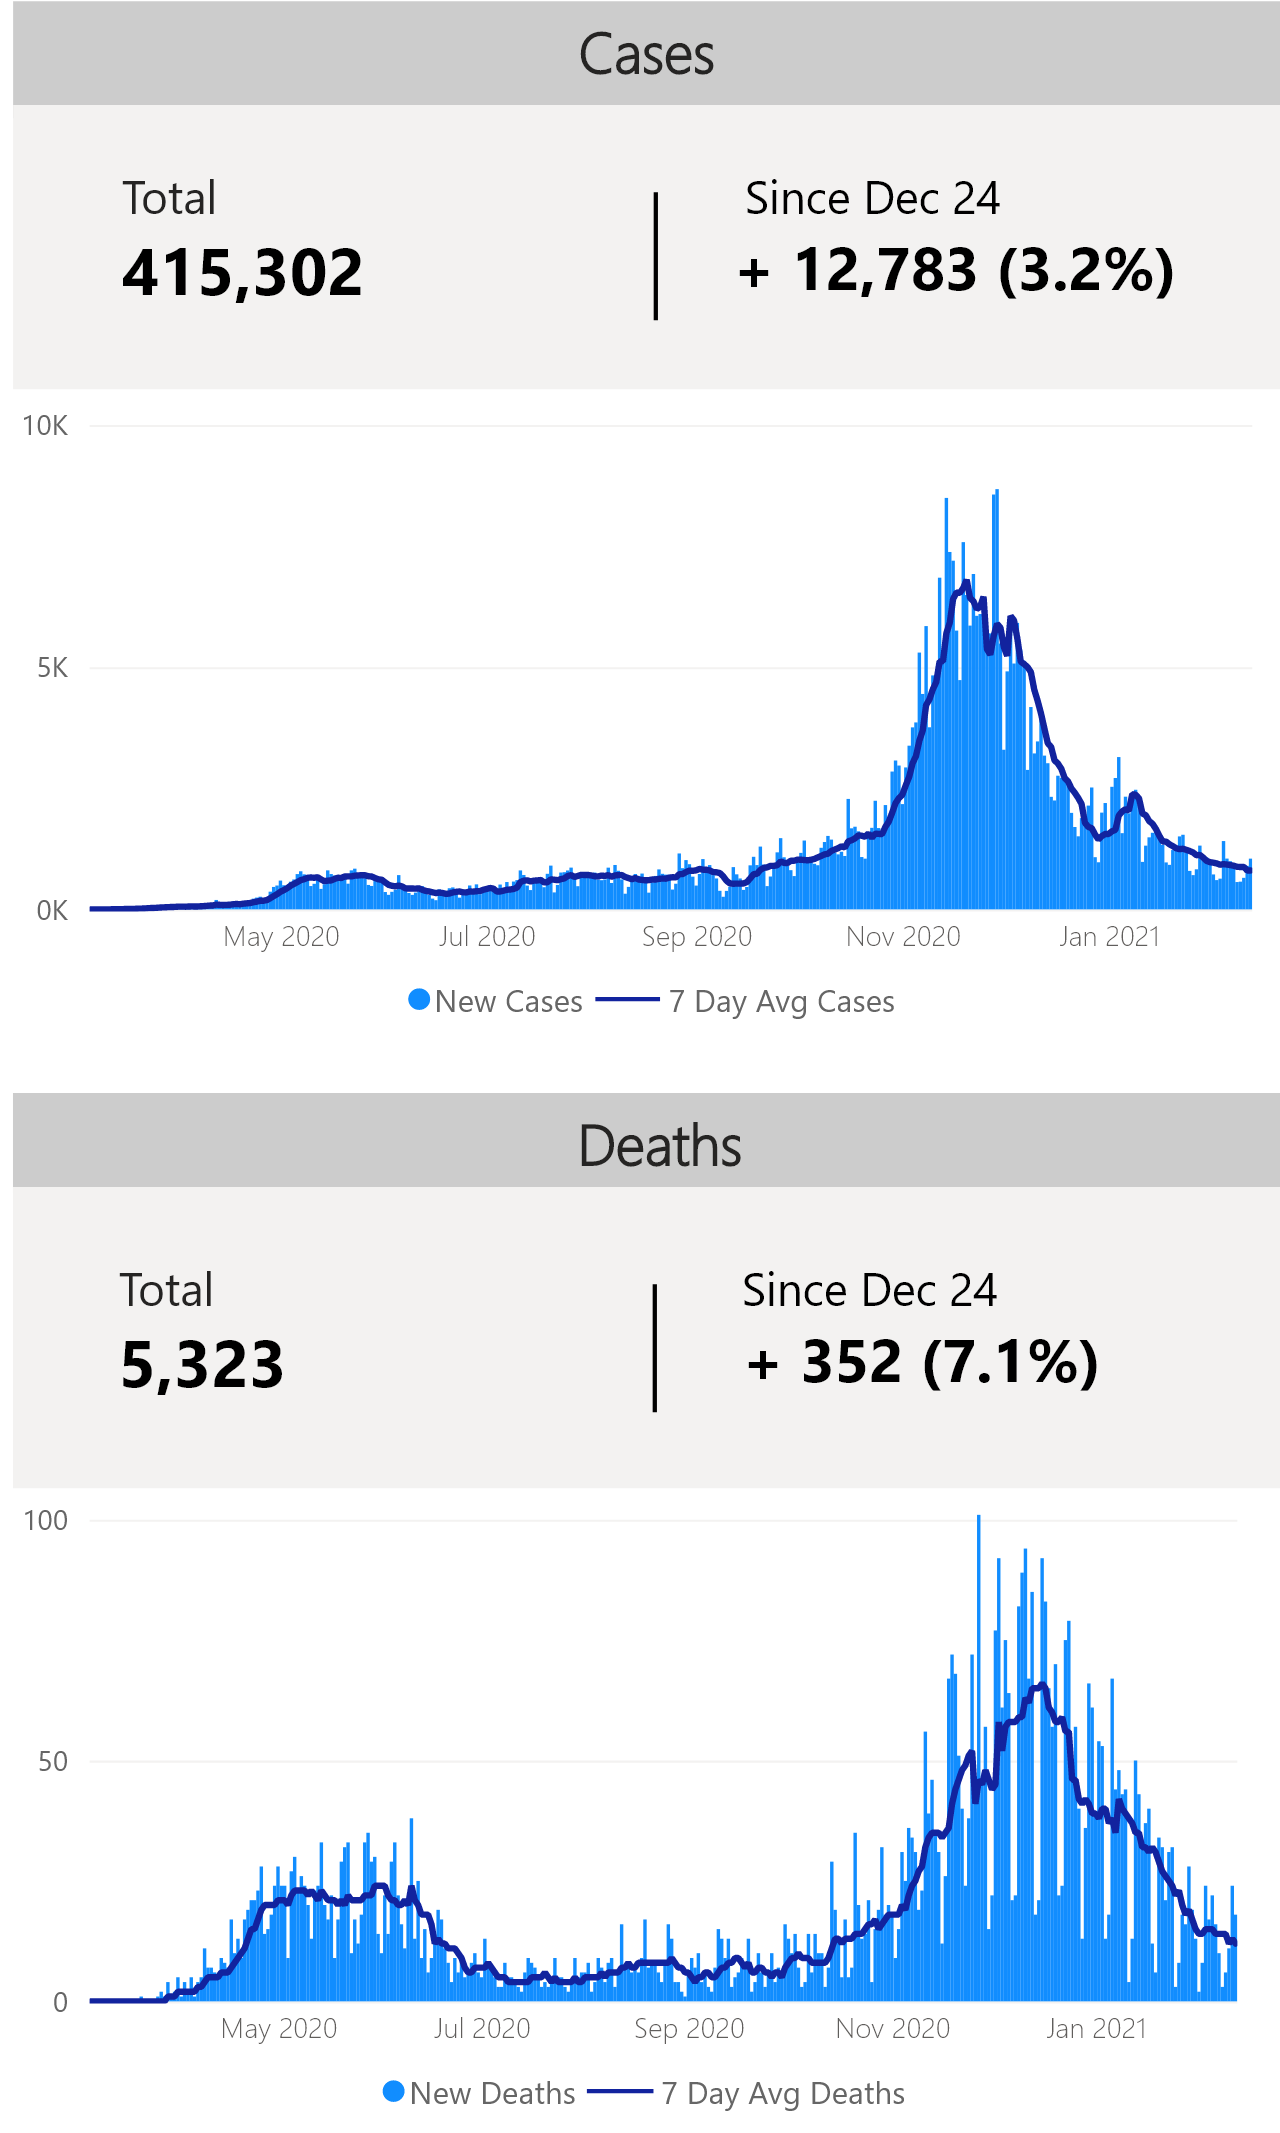 Cases
Total
Since Dec 24
415,302
+ 12,783 (3.2%)
10K
5K
0K
May 2020
Jul 2020
Sep 2020
Nov 2020
Jan 2021
New Cases
7 Day Avg Cases
Deaths
Total
Since Dec 24
5,323
+ 352 (7.1%)
100
50
0
May 2020
Jul 2020
Sep 2020
Nov 2020
Jan 2021
New Deaths
7 Day Avg Deaths